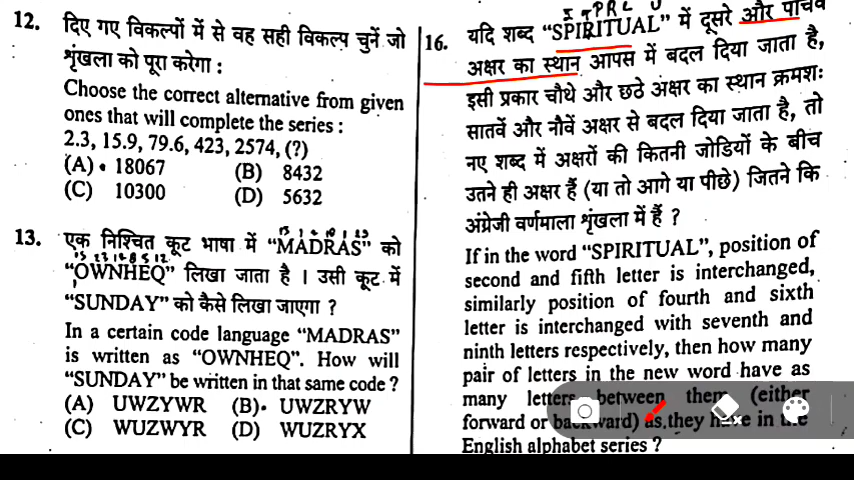 12. दिए गए विकल्पों में से वह सही विकल्प चुनें जो
श्रृंखला को पूरा करेगा :
Choose the correct alternative from given
ones that will complete the series :
2.3, 15.9, 79.6, 423, 2574, (?)
(A) 18067 (B) 8432
(C) 10300 (D) 5632
13. एक निश्चित कूट भाषा में “MADRAS” को
“OWNHEQ” लिखा जाता है । उसी कूट में
“SUNDAY” को कैसे लिखा जाएगा ?
In a certain code language “MADRAS”
is written as “OWNHEQ”. How will
“SUNDAY” be written in that same code ?
(A) UWZYWR (B) UWZRYW
(C) WUZWYR (D) WUZRYX
16. यदि शब्द “SPIRITUAL” में दूसरे और पाँचवें
अक्षर का स्थान आपस में बदल दिया जाता है,
इसी प्रकार चौथे और छठे अक्षर का स्थान क्रमशः
सातवें और नौवें अक्षर से बदल दिया जाता है, तो
नए शब्द में अक्षरों की कितनी जोड़ियों के बीच
उतने ही अक्षर हैं (या तो आगे या पीछे) जितने कि
अंग्रेजी वर्णमाला श्रृंखला में हैं ?
If in the word “SPIRITUAL”, position of
second and fifth letter is interchanged,
similarly position of fourth and sixth
letter is interchanged with seventh and
ninth letters respectively, then how many
pair of letters in the new word have as
many letters between them (either
forward or backward) as they have in the
English alphabet series ?